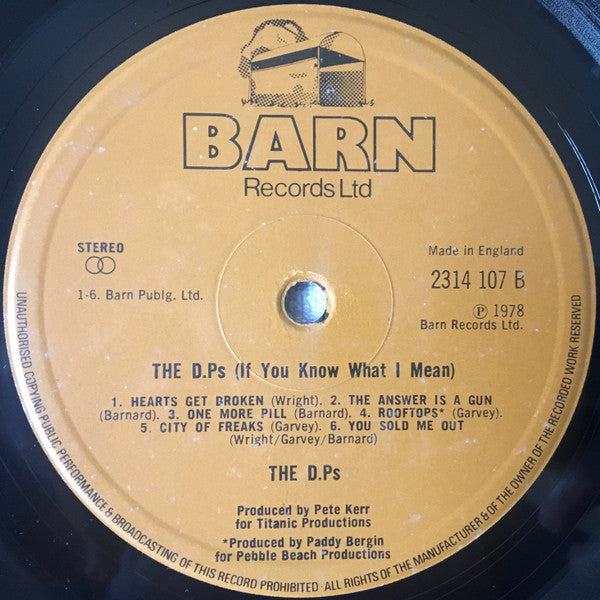 BARN
Records Ltd
STEREO
Made in England
2314 107 B
1-6. Barn Publg. Ltd.
℗ 1978
Barn Records Ltd.
THE D.Ps (If You Know What I Mean)
1. HEARTS GET BROKEN (Wright). 2. THE ANSWER IS A GUN
(Barnard). 3. ONE MORE PILL (Barnard). 4. ROOFTOPS* (Garvey).
5. CITY OF FREAKS (Garvey). 6. YOU SOLD ME OUT
(Wright/Garvey/Barnard)
THE D.Ps
Produced by Pete Kerr
for Titanic Productions
*Produced by Paddy Bergin
for Pebble Beach Productions
UNAUTHORISED COPYING PUBLIC PERFORMANCE & BROADCASTING OF THIS RECORD PROHIBITED ALL RIGHTS OF THE MANUFACTURER & OF THE OWNER OF THE RECORDED WORK RESERVED